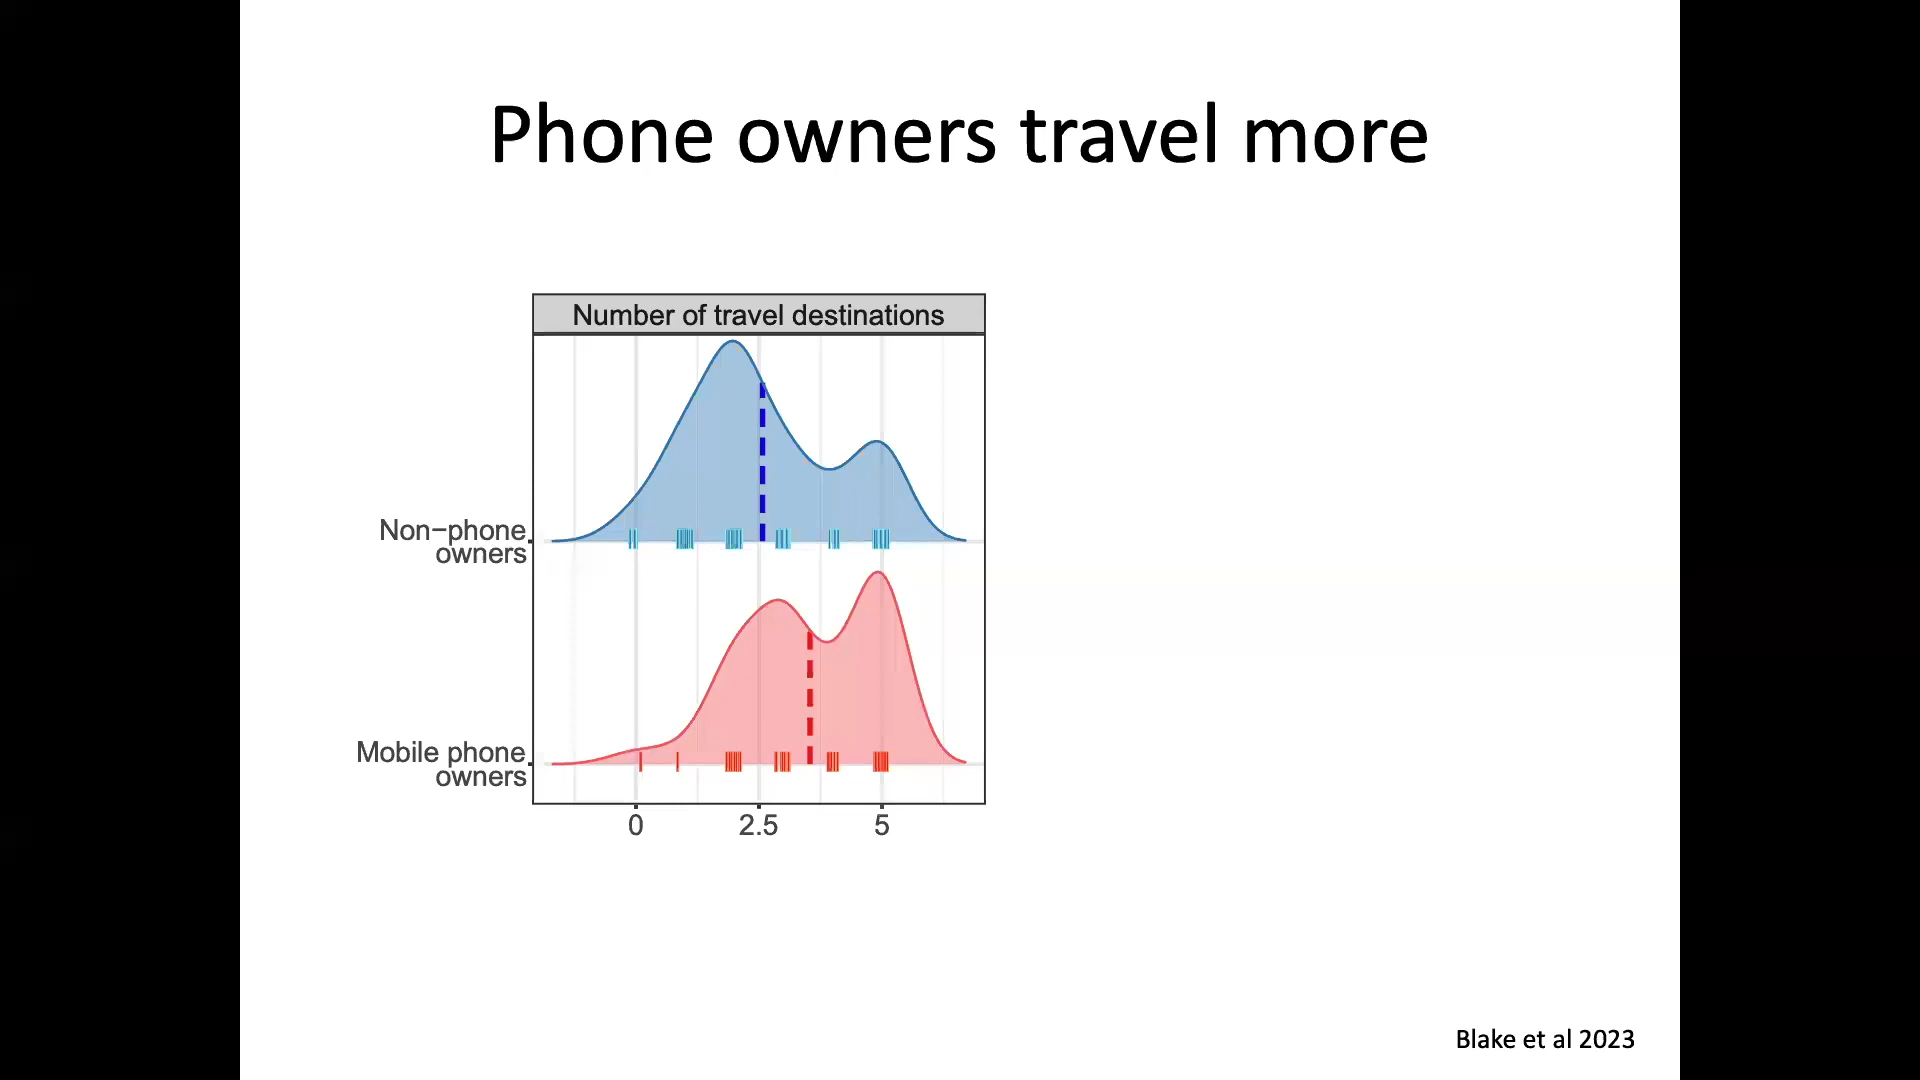 Phone owners travel more
Number of travel destinations
Non−phone
owners
Mobile phone
owners
0 2.5 5
Blake et al 2023